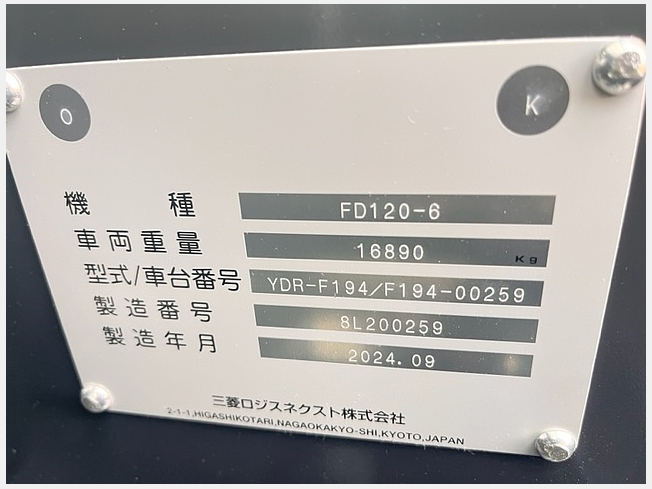 O K
機種 FD120-6
車両重量 16890 Kg
型式/車台番号 YDR-F194/F194-00259
製造番号 8L200259
製造年月 2024.09
三菱ロジスネクスト株式会社
2-1-1,HIGASHIKOTARI,NAGAOKAKYO-SHI,KYOTO,JAPAN